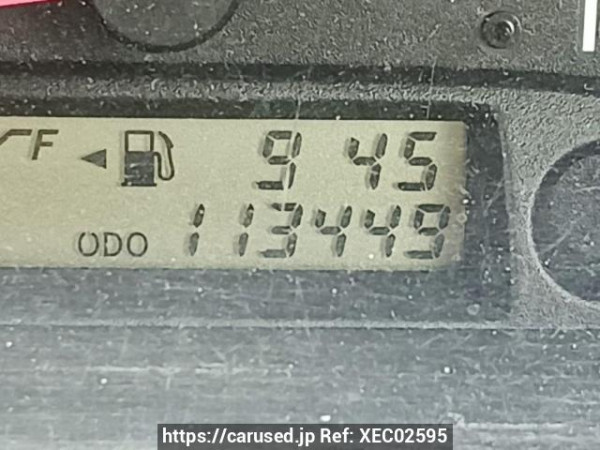 F 9 45
ODO 113449
https://carused.jp Ref: XEC02595